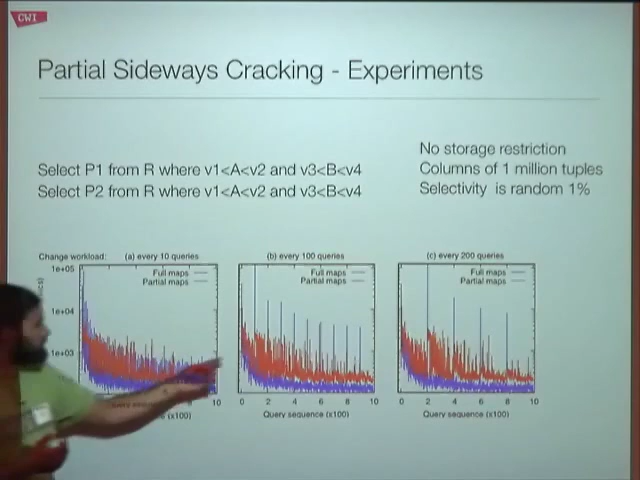 CWI
Partial Sideways Cracking - Experiments
No storage restriction
Columns of 1 million tuples
Selectivity is random 1%
Select P1 from R where v1<A<v2 and v3<B<v4
Select P2 from R where v1<A<v2 and v3<B<v4
Change workload: (a) every 10 queries (b) every 100 queries (c) every 200 queries
1e+05
1e+04
1e+03
Full maps
Partial maps
Full maps
Partial maps
Full maps
Partial maps
10
0 2 4 6 8 10
0 2 4 6 8 10
(x100)
Query sequence (x100)
Query sequence (x100)